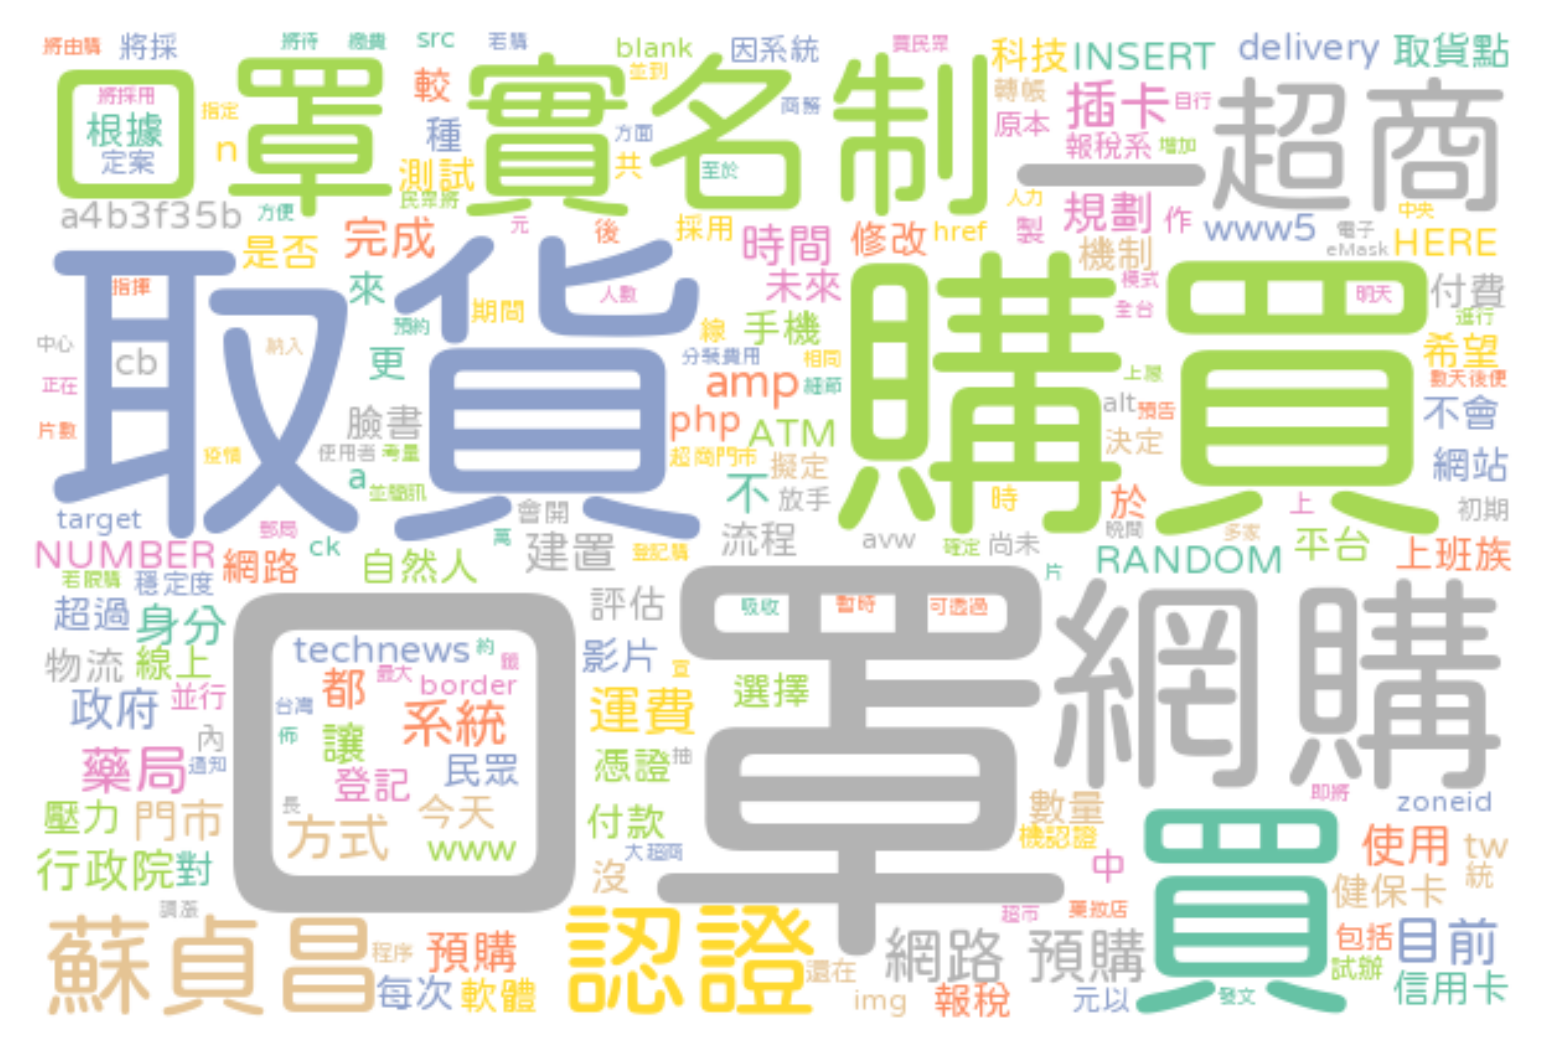 將由購 將採 將待 繳費 src 若購 blank 因系統 買民眾 科技 INSERT delivery 取貨點
並到
口罩實名制 超商
將採用 指定 較 商務 轉帳 插卡 自行
根據 種 方面 原本
定案 n 測試 共 至於 報稅系 增加
民眾將 一 人力
a4b3f35b 方便 元 後 採用 href 製 規劃 作 www5 電子 中央
是否 完成 時間 修改 機制 eMask HERE
取貨 購買
指揮 來 人數 未來 模式 明天 付費
期間 全台
中心 預約 線 手機 進行
cb 納入 更 分裝費用 相同 希望
正在 amp 細節 上愿 數天後便
片數 臉書 php ATM alt 預告 不會
疫情 使用者 考量 超商門市 擬定 決定 網站
a 並簡訊 不 放手 時 於 上 初期
target 會開 流程 avw 晚間 多家
郵局 萬 確定 尚未
NUMBER 網路 ck 自然人 建置 登記購 RANDOM 平台 上班族
若限購 穩定度 片
口罩 網購
超過 身分 評估 吸收 暫時 可透過
物流 線上 technews 約 影片
都 最大 籤 宣 選擇
政府 並行 台灣 border 運費
內 佈 讓 系統
藥局 通知 登記 民眾 憑證 抽 即將
長 今天 數量 zoneid
壓力 門市 方式 www 付款 機認證 買
行政院 對 沒 大超商 中 使用 tw
健保卡 統
調漲 超市 藥妝店
蘇貞昌 程序 預購 認證 還在 網路 預購 包括 目前
每次 軟體 img 報稅 元以 發文 試辦 信用卡